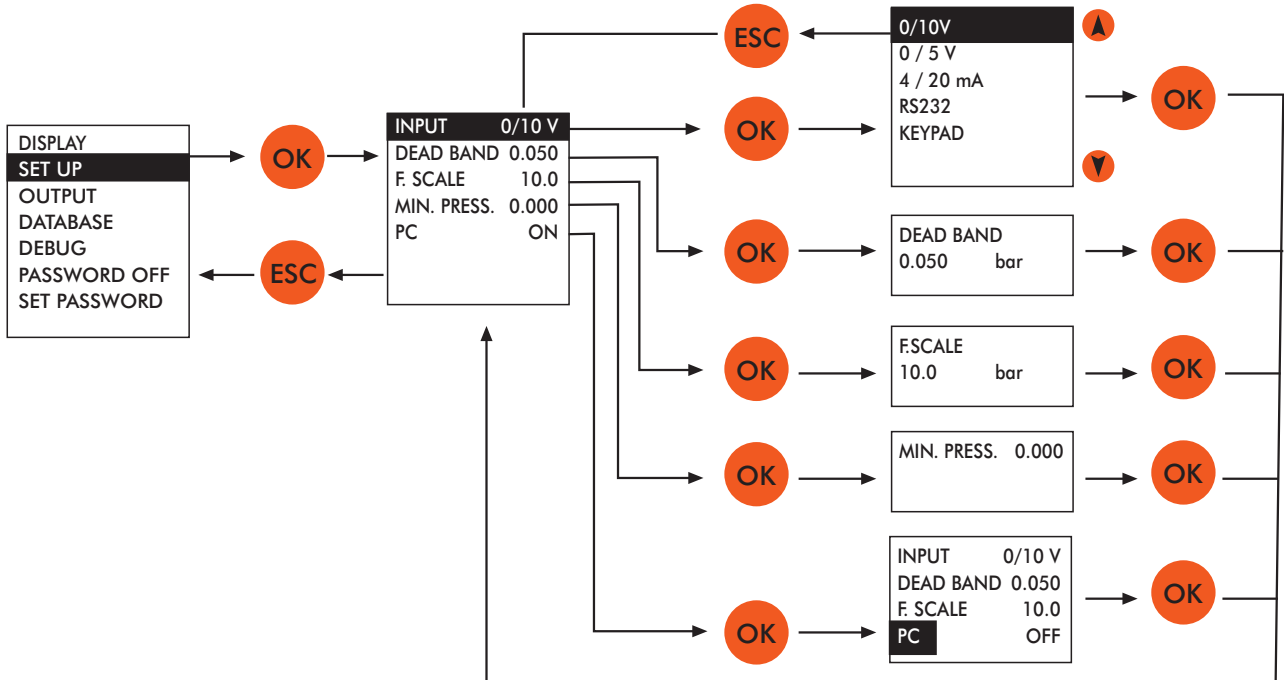 DISPLAY
SET UP
OUTPUT
DATABASE
DEBUG
PASSWORD OFF
SET PASSWORD
OK
ESC
INPUT 0/10 V
DEAD BAND 0.050
F. SCALE 10.0
MIN. PRESS. 0.000
PC ON
ESC
0/10V
0 / 5 V
4 / 20 mA
RS232
KEYPAD
OK
OK
OK
DEAD BAND
0.050 bar
OK
OK
F.SCALE
10.0 bar
OK
OK
MIN. PRESS. 0.000
OK
OK
INPUT 0/10 V
DEAD BAND 0.050
F. SCALE 10.0
PC OFF
OK